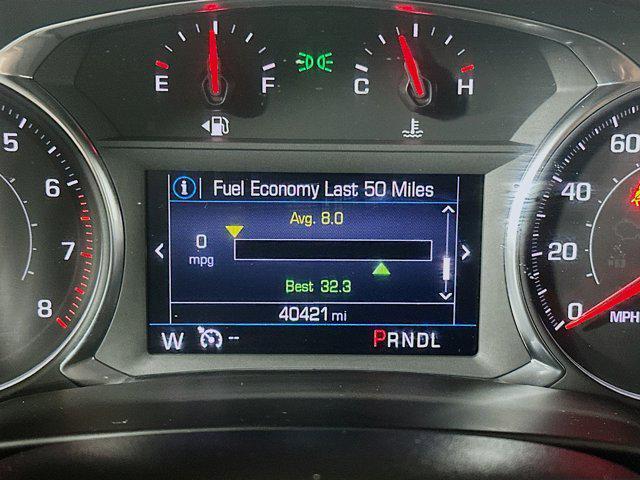 E F C H
5
6
7
8
Fuel Economy Last 50 Miles
Avg. 8.0
0
mpg
Best 32.3
40421 mi
W -- PRNDL
60
40
20
0
MPH